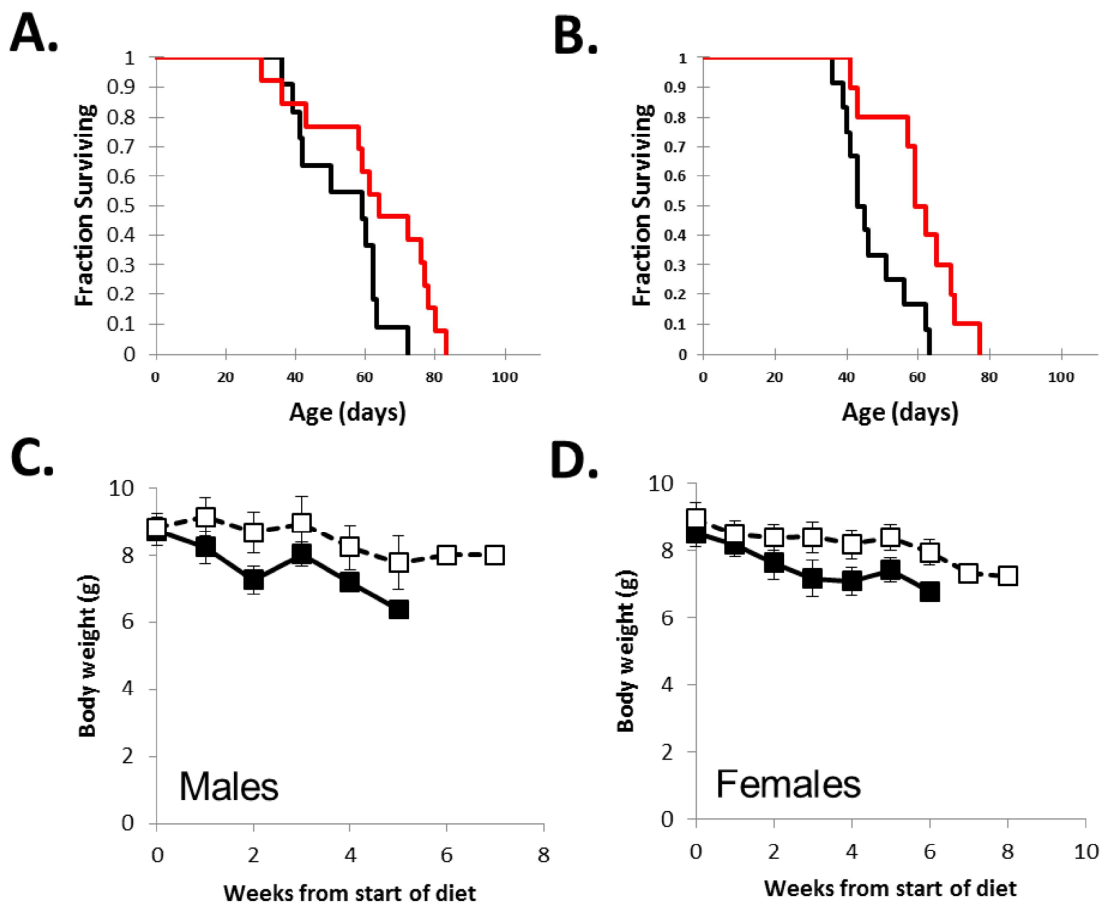 A.
1
0.9
0.8
0.7
0.6
0.5
0.4
0.3
0.2
0.1
0
Fraction Surviving
0 20 40 60 80 100
Age (days)
B.
1
0.9
0.8
0.7
0.6
0.5
0.4
0.3
0.2
0.1
0
Fraction Surviving
0 20 40 60 80 100
Age (days)
C.
10
8
6
4
2
0
Body weight (g)
Males
0 2 4 6 8
Weeks from start of diet
D.
10
8
6
4
2
0
Body weight (g)
Females
0 2 4 6 8 10
Weeks from start of diet